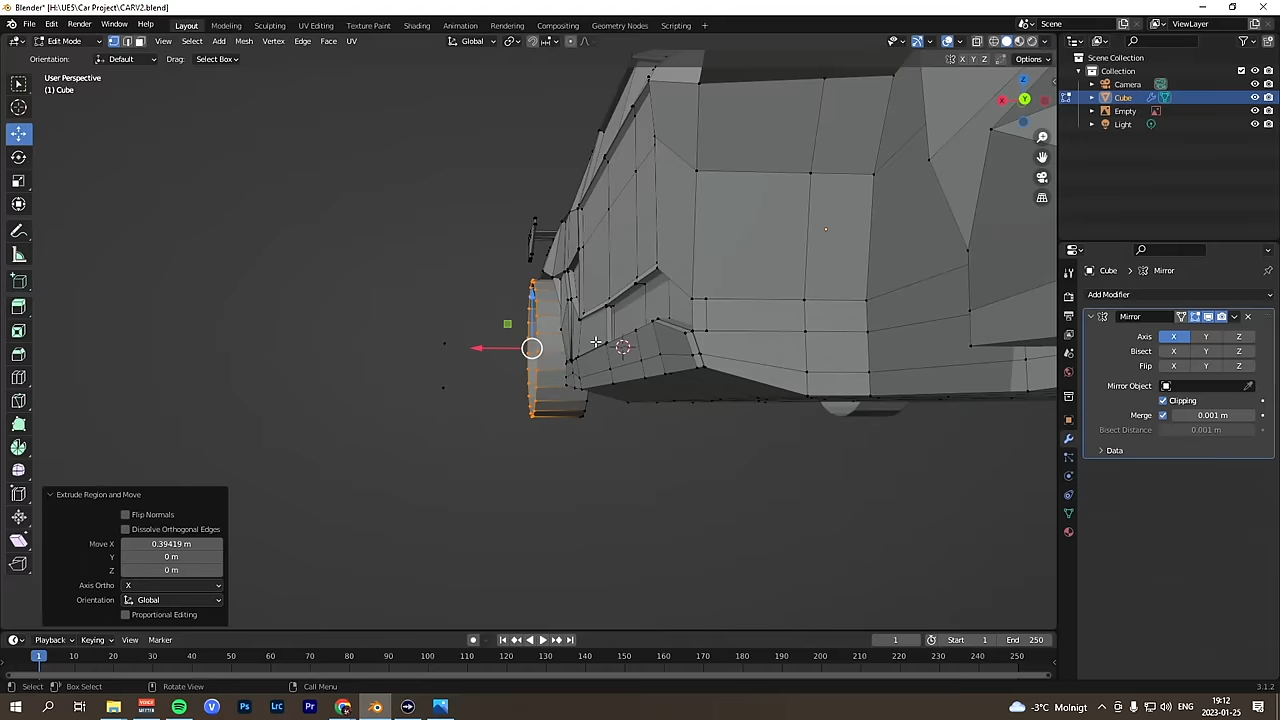 Blender* [H:\UE5\Car Project\CARV2.blend]
File Edit Render Window Help Layout Modeling Sculpting UV Editing Texture Paint Shading Animation Rendering Compositing Geometry Nodes Scripting + Scene ViewLayer
Edit Mode View Select Add Mesh Vertex Edge Face UV Global
Orientation: Default Drag: Select Box X Y Z Options
User Perspective
(1) Cube
Z
X Y
Scene Collection
Collection
Camera
Cube
Empty
Light
Cube > Mirror
Add Modifier
Mirror
Axis X Y Z
Bisect X Y Z
Flip X Y Z
Mirror Object
Clipping
Merge 0.001 m
Bisect Distance 0.001 m
Data
Extrude Region and Move
Flip Normals
Dissolve Orthogonal Edges
Move X 0.39419 m
Y 0 m
Z 0 m
Axis Ortho X
Orientation Global
Proportional Editing
Playback Keying View Marker 1 Start 1 End 250
1 10 20 30 40 50 60 70 80 90 100 110 120 130 140 150 160 170 180 190 200 210 220 230 240 250
Select Box Select Rotate View Call Menu 3.1.2
Ps Lrc Pr -3°C Molnigt 19:12
2023-01-25